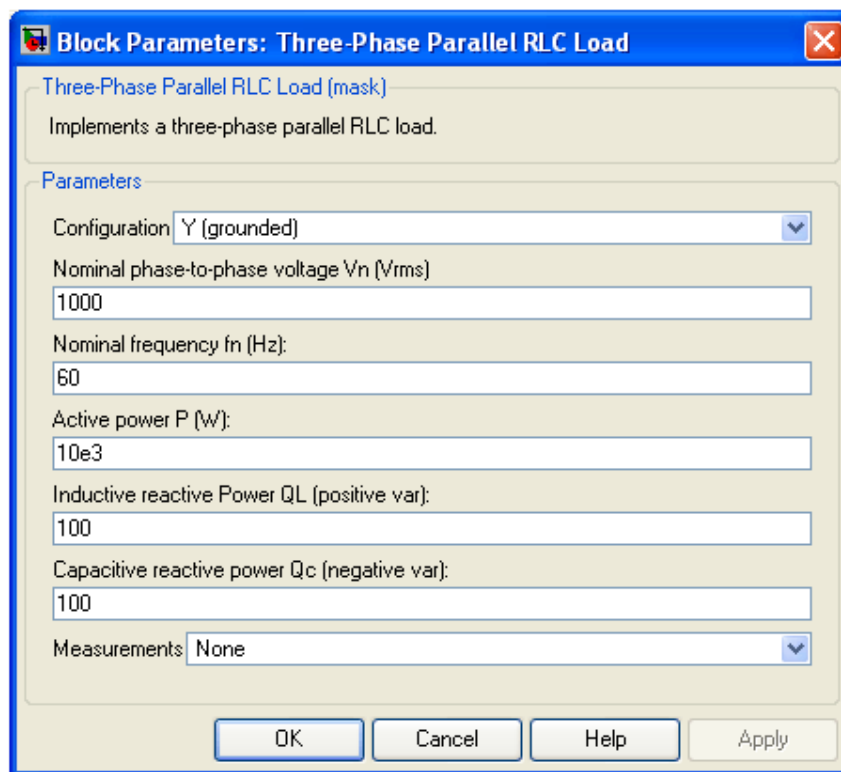 Block Parameters: Three-Phase Parallel RLC Load
Three-Phase Parallel RLC Load (mask)
Implements a three-phase parallel RLC load.
Parameters
Configuration Y (grounded)
Nominal phase-to-phase voltage Vn (Vrms)
1000
Nominal frequency fn (Hz):
60
Active power P (W):
10e3
Inductive reactive Power QL (positive var):
100
Capacitive reactive power Qc (negative var):
100
Measurements None
OK Cancel Help Apply